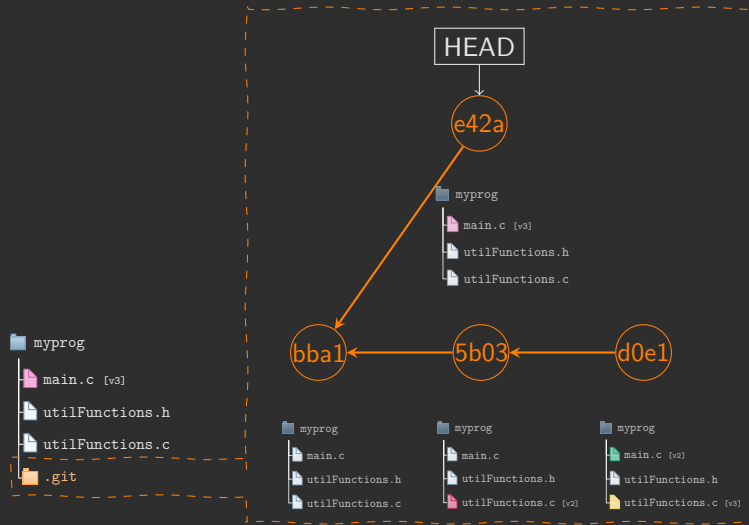 HEAD
e42a
myprog
main.c [v3]
utilFunctions.h
utilFunctions.c
bba1
5b03
d0e1
myprog
main.c [v3]
utilFunctions.h
utilFunctions.c
.git
myprog
main.c
utilFunctions.h
utilFunctions.c
myprog
main.c
utilFunctions.h
utilFunctions.c [v2]
myprog
main.c [v2]
utilFunctions.h
utilFunctions.c [v3]